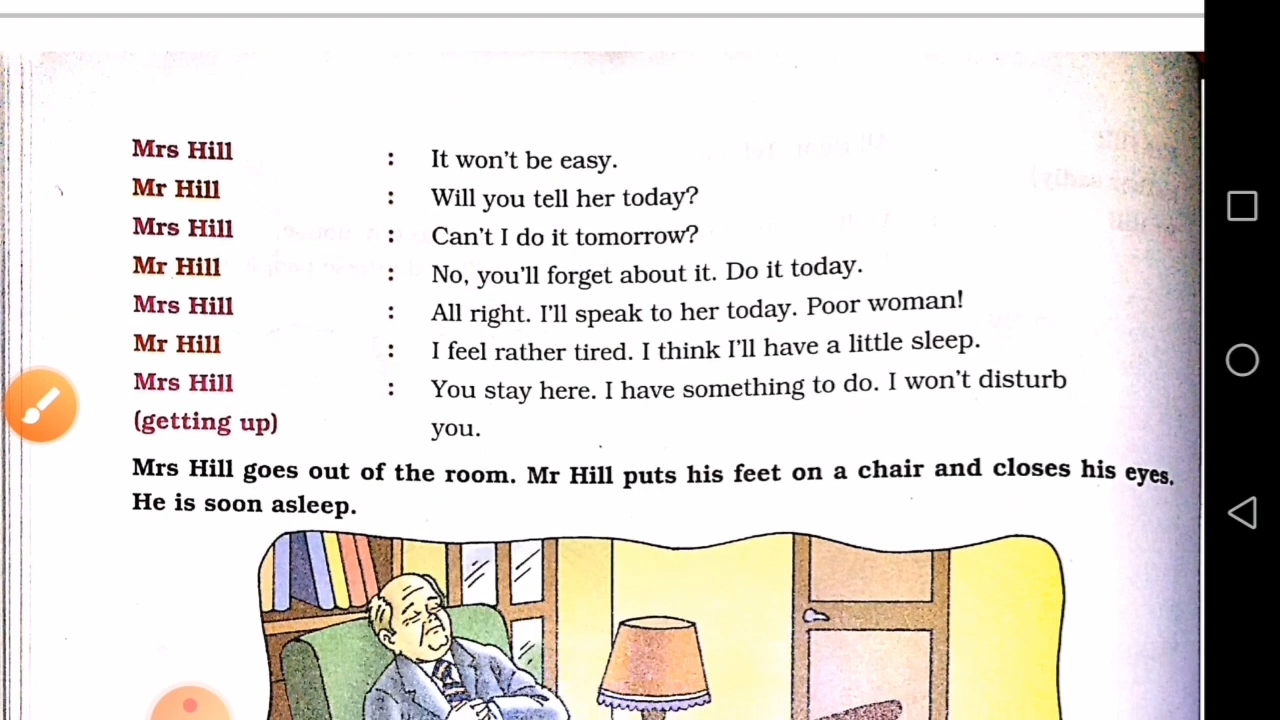 Mrs Hill : It won't be easy.
Mr Hill : Will you tell her today?
Mrs Hill : Can't I do it tomorrow?
Mr Hill : No, you'll forget about it. Do it today.
Mrs Hill : All right. I'll speak to her today. Poor woman!
Mr Hill : I feel rather tired. I think I'll have a little sleep.
Mrs Hill : You stay here. I have something to do. I won't disturb
(getting up) you.
Mrs Hill goes out of the room. Mr Hill puts his feet on a chair and closes his eyes.
He is soon asleep.